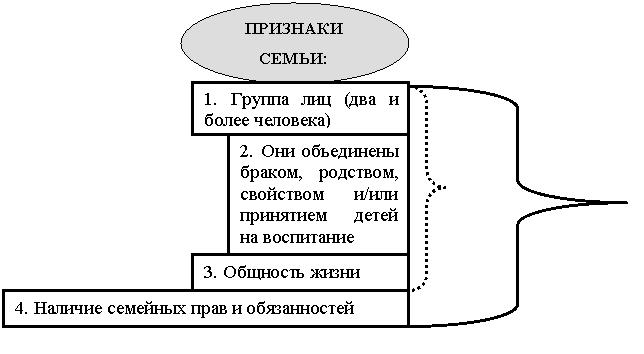 ПРИЗНАКИ
СЕМЬИ:
1. Группа лиц (два и
более человека)
2. Они объединены
браком, родством,
свойством и/или
принятием детей
на воспитание
3. Общность жизни
4. Наличие семейных прав и обязанностей